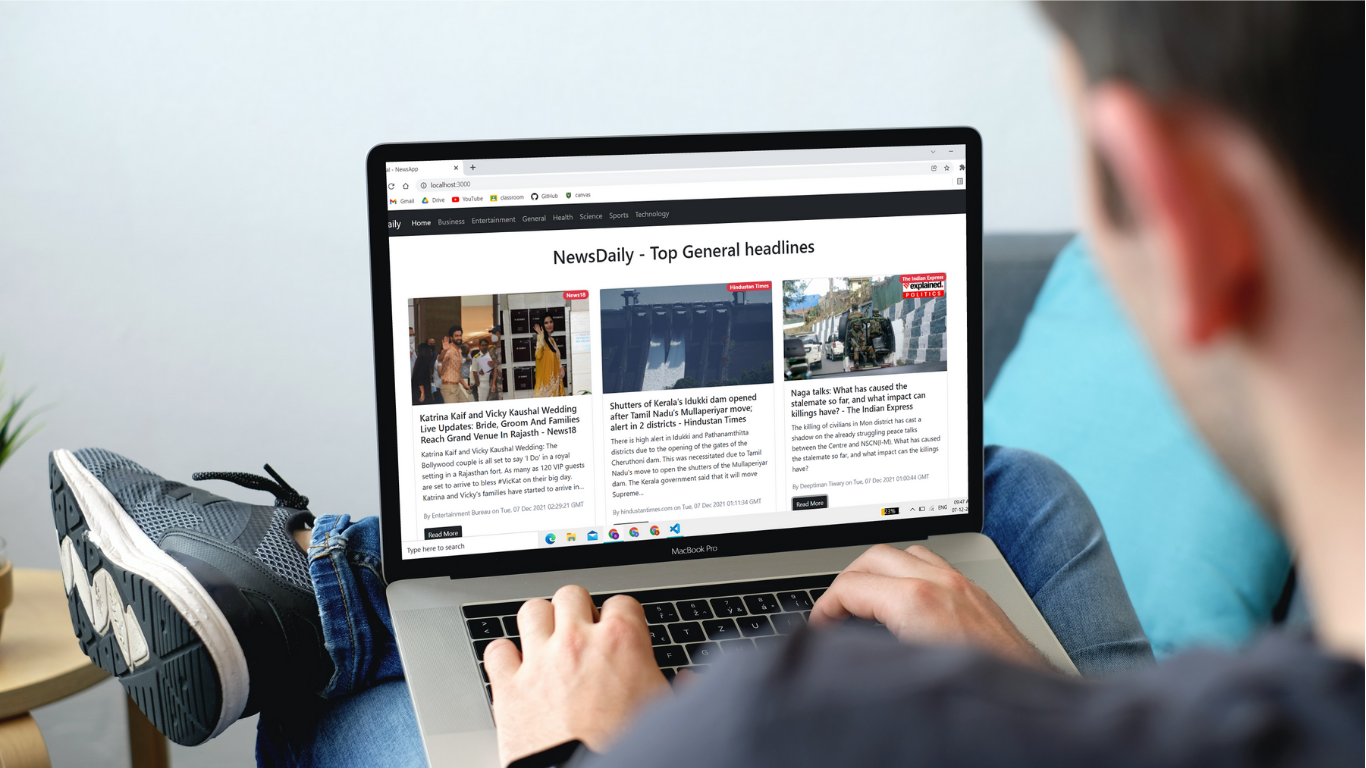 - NewsApp
localhost:3000
Gmail Drive YouTube classroom GitHub canvas
aily Home Business Entertainment General Health Science Sports Technology
NewsDaily - Top General headlines
News18
Katrina Kaif and Vicky Kaushal Wedding
Live Updates: Bride, Groom And Families
Reach Grand Venue In Rajasth - News18
Katrina Kaif and Vicky Kaushal Wedding: The
Bollywood couple is all set to say 'I Do' in a royal
setting in a Rajasthan fort. As many as 120 VIP guests
are set to arrive to bless #VicKat on their big day.
Katrina and Vicky's families have started to arrive in...
By Entertainment Bureau on Tue, 07 Dec 2021 02:29:21 GMT
Read More
Hindustan Times
Shutters of Kerala's Idukki dam opened
after Tamil Nadu's Mullaperiyar move;
alert in 2 districts - Hindustan Times
There is high alert in Idukki and Pathanamthitta
districts due to the opening of the gates of the
Cheruthoni dam. This was necessitated due to Tamil
Nadu's move to open the shutters of the Mullaperiyar
dam. The Kerala government said that it will move
Supreme...
By hindustantimes.com on Tue, 07 Dec 2021 01:11:34 GMT
The Indian Express
explained.
POLITICS
Naga talks: What has caused the
stalemate so far, and what impact can
killings have? - The Indian Express
The killing of civilians in Mon district has cast a
shadow on the already struggling peace talks
between the Centre and NSCN(I-M). What has caused
the stalemate so far, and what impact can the killings
have?
By Deeptiman Tiwary on Tue, 07 Dec 2021 01:00:44 GMT
Read More
Type here to search
ENG
09:47
07-12-2
MacBook Pro
R T Z U
F G